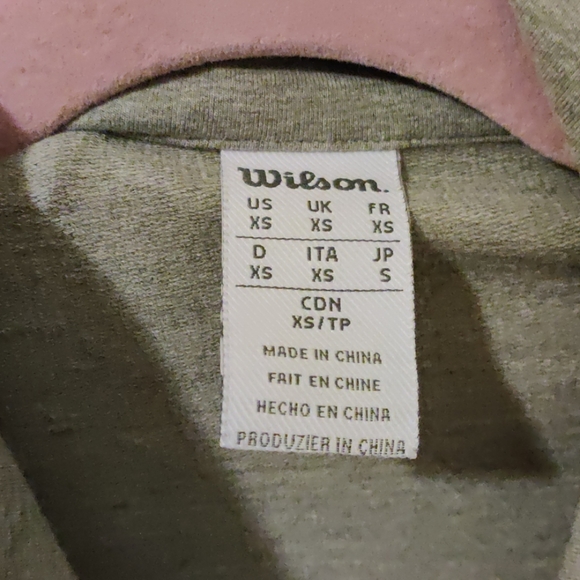 Wilson.
US UK FR
XS XS XS
D ITA JP
XS XS S
CDN
XS/TP
MADE IN CHINA
FAIT EN CHINE
HECHO EN CHINA
PRODUZIER IN CHINA